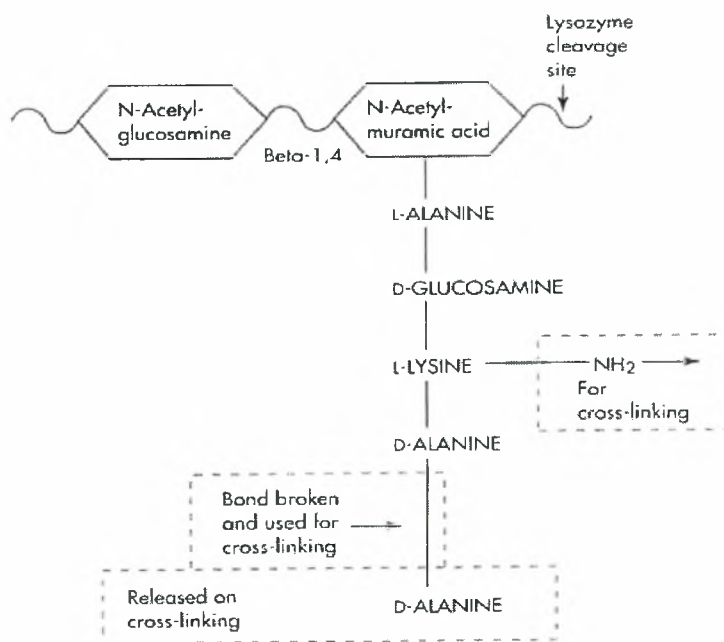 Lysozyme
cleavage
site
N-Acetyl-
glucosamine
N-Acetyl-
muramic acid
Beta-1,4
L-ALANINE
D-GLUCOSAMINE
L-LYSINE
NH2
For
cross-linking
D-ALANINE
Bond broken
and used for
cross-linking
Released on
cross-linking
D-ALANINE